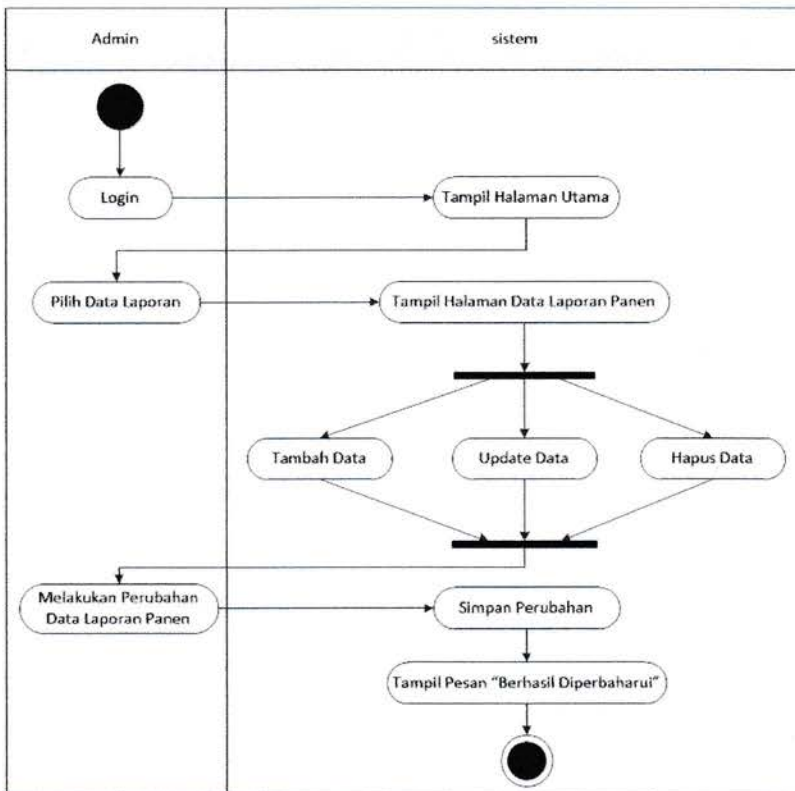 Admin
sistem
Login
Tampil Halaman Utama
Pilih Data Laporan
Tampil Halaman Data Laporan Panen
Tambah Data
Update Data
Hapus Data
Melakukan Perubahan
Data Laporan Panen
Simpan Perubahan
Tampil Pesan “Berhasil Diperbaharui”